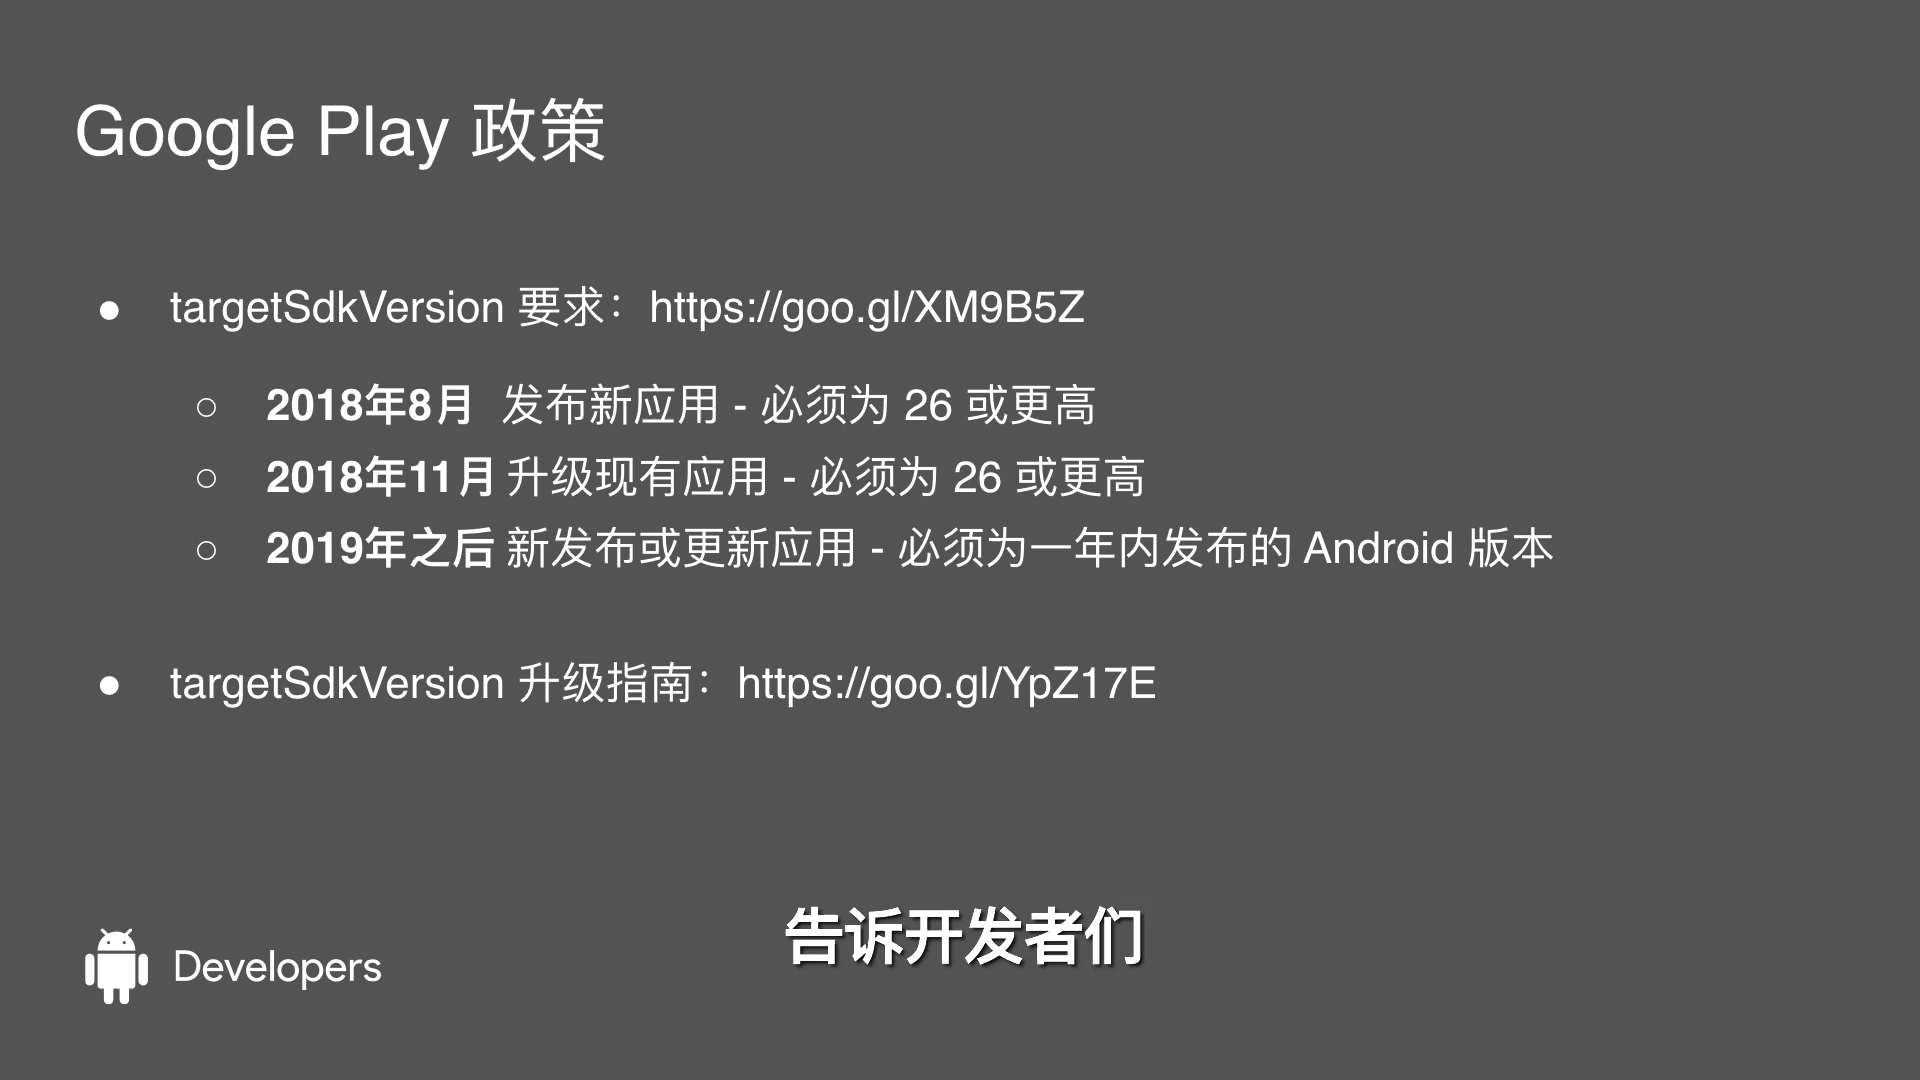 Google Play 政策
● targetSdkVersion 要求：https://goo.gl/XM9B5Z
○ 2018年8月 发布新应用 - 必须为 26 或更高
○ 2018年11月 升级现有应用 - 必须为 26 或更高
○ 2019年之后 新发布或更新应用 - 必须为一年内发布的 Android 版本
● targetSdkVersion 升级指南：https://goo.gl/YpZ17E
告诉开发者们
Developers